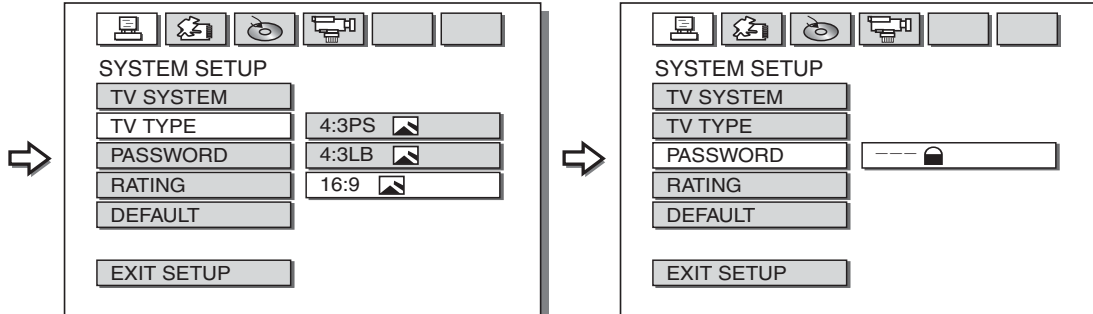 SYSTEM SETUP
TV SYSTEM
TV TYPE
4:3PS
PASSWORD
4:3LB
RATING
16:9
DEFAULT
EXIT SETUP
SYSTEM SETUP
TV SYSTEM
TV TYPE
PASSWORD
---
RATING
DEFAULT
EXIT SETUP